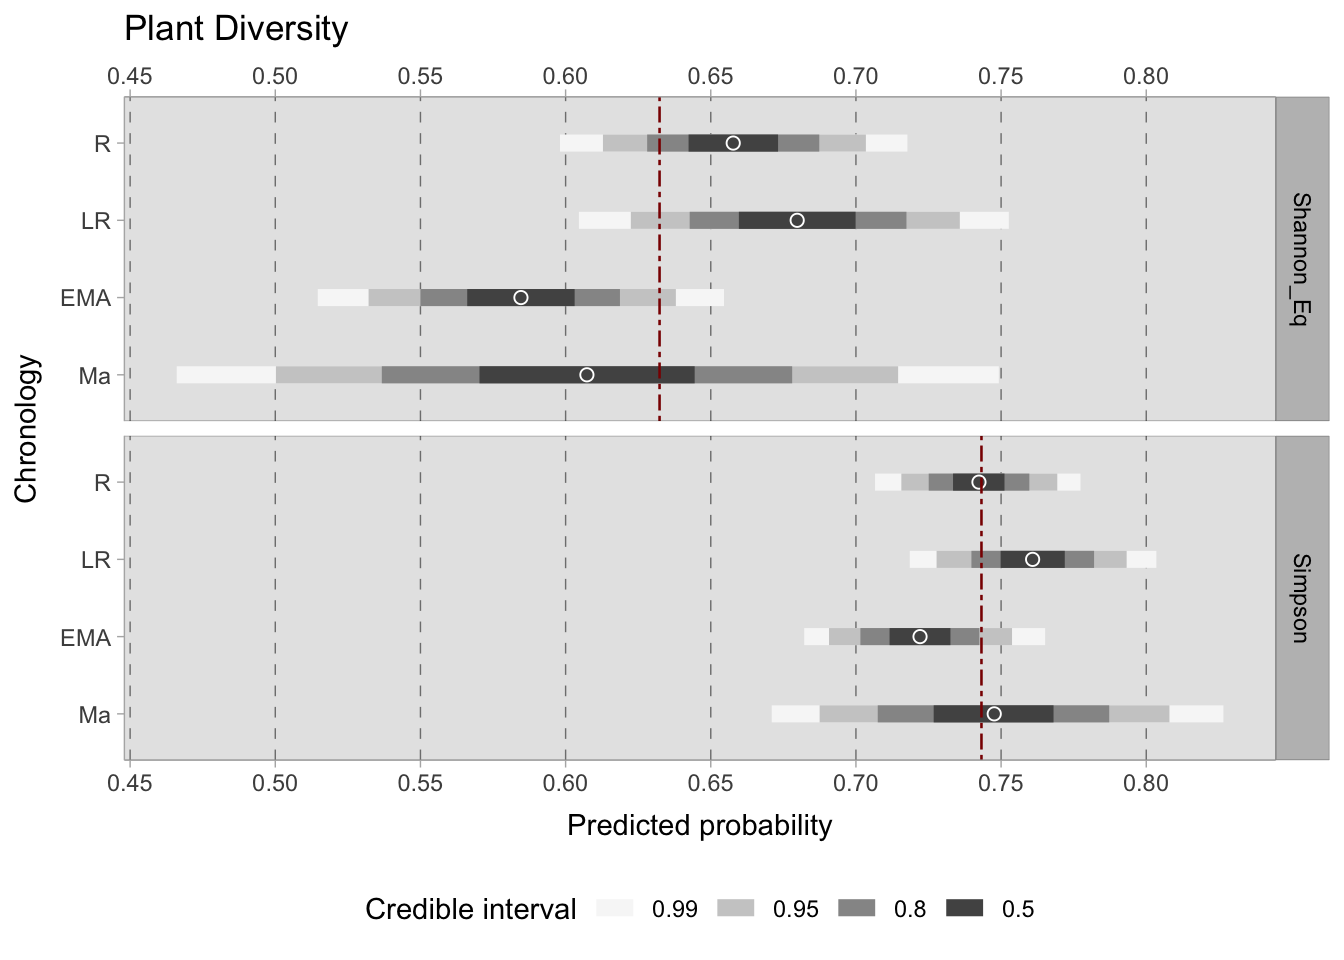 Plant Diversity
0.45 0.50 0.55 0.60 0.65 0.70 0.75 0.80
R
LR
EMA
Ma
Shannon_Eq
Chronology
R
LR
EMA
Ma
Simpson
0.45 0.50 0.55 0.60 0.65 0.70 0.75 0.80
Predicted probability
Credible interval 0.99 0.95 0.8 0.5